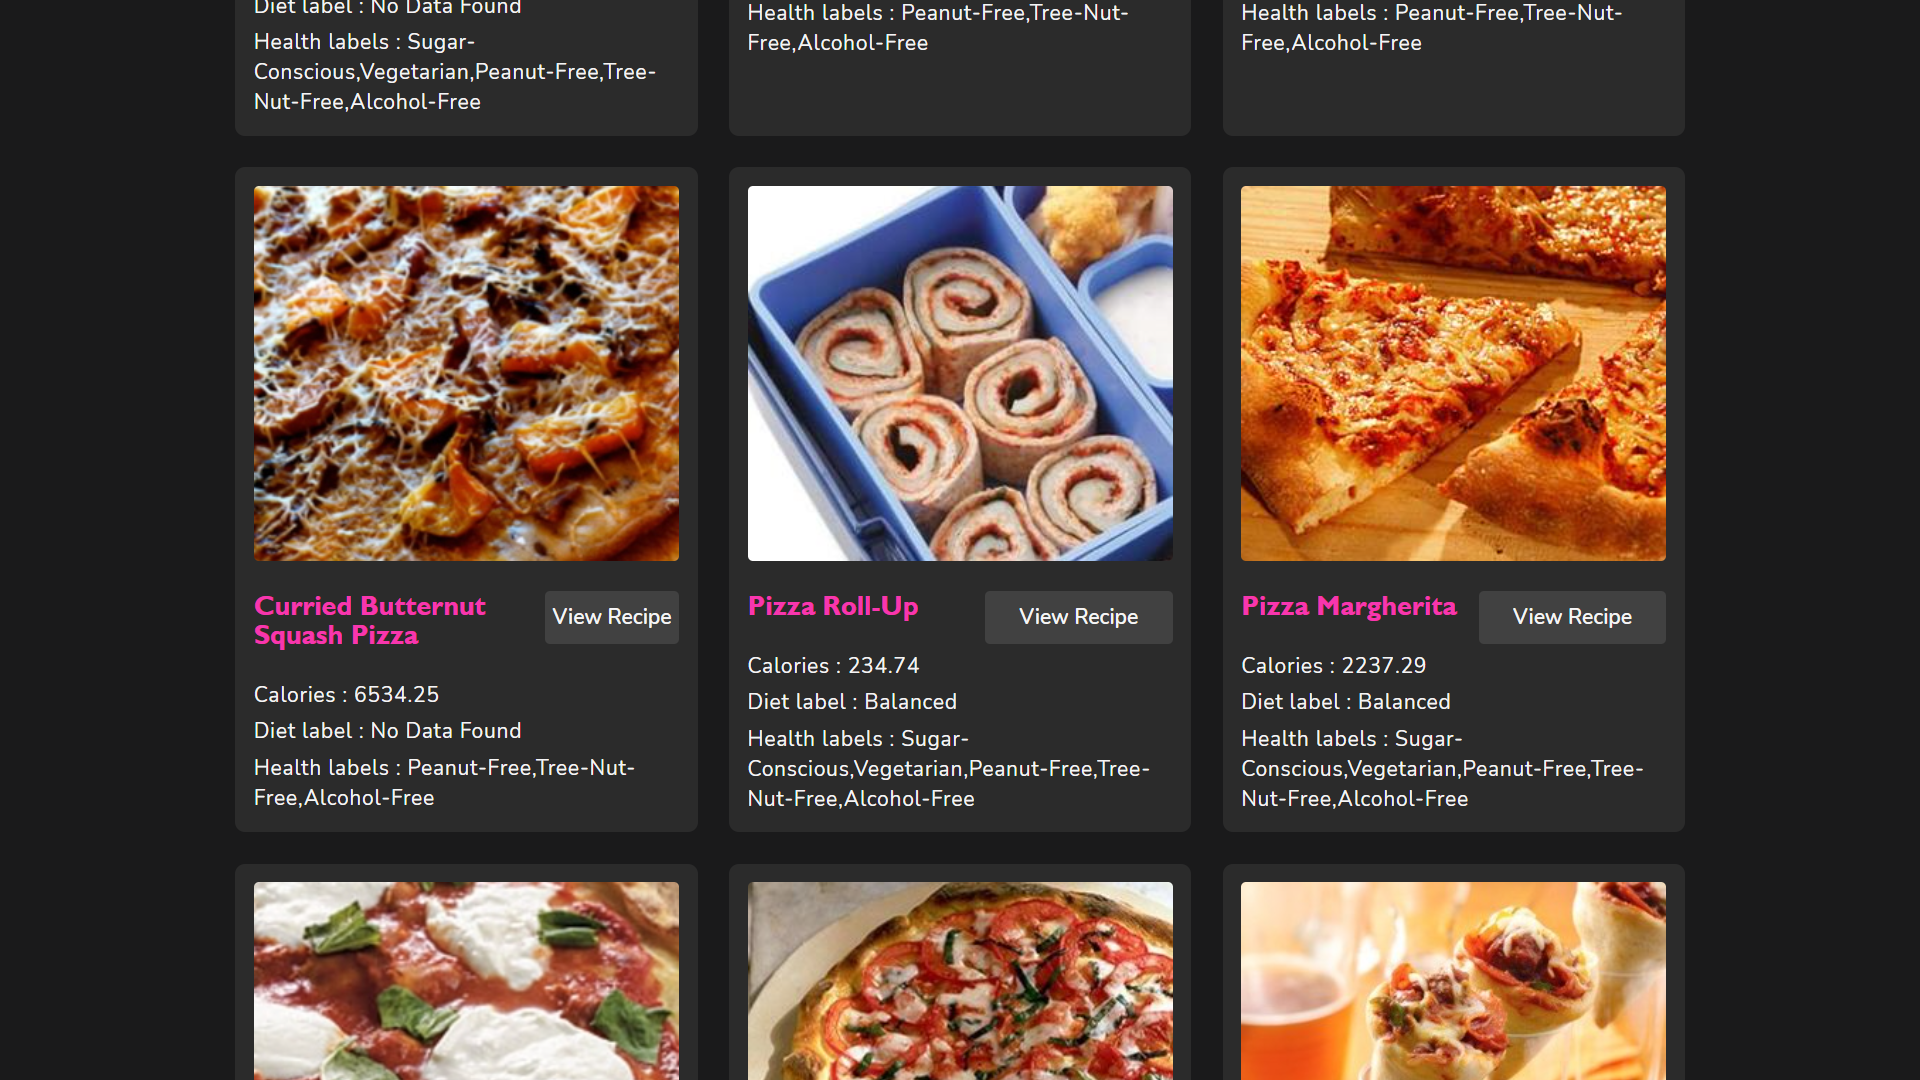 Diet label : No Data Found
Health labels : Sugar-
Conscious,Vegetarian,Peanut-Free,Tree-
Nut-Free,Alcohol-Free
Health labels : Peanut-Free,Tree-Nut-
Free,Alcohol-Free
Health labels : Peanut-Free,Tree-Nut-
Free,Alcohol-Free
Curried Butternut
Squash Pizza
View Recipe
Calories : 6534.25
Diet label : No Data Found
Health labels : Peanut-Free,Tree-Nut-
Free,Alcohol-Free
Pizza Roll-Up
View Recipe
Calories : 234.74
Diet label : Balanced
Health labels : Sugar-
Conscious,Vegetarian,Peanut-Free,Tree-
Nut-Free,Alcohol-Free
Pizza Margherita
View Recipe
Calories : 2237.29
Diet label : Balanced
Health labels : Sugar-
Conscious,Vegetarian,Peanut-Free,Tree-
Nut-Free,Alcohol-Free